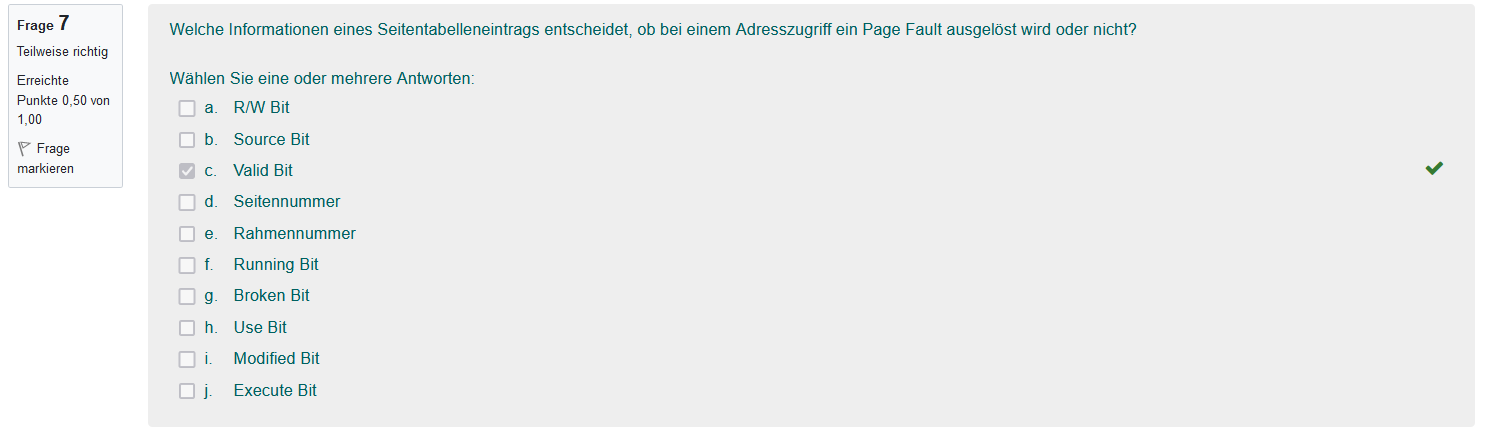 Frage 7
Teilweise richtig
Erreichte
Punkte 0,50 von
1,00
Frage
markieren
Welche Informationen eines Seitentabelleneintrags entscheidet, ob bei einem Adresszugriff ein Page Fault ausgelöst wird oder nicht?
Wählen Sie eine oder mehrere Antworten:
a. R/W Bit
b. Source Bit
c. Valid Bit
d. Seitennummer
e. Rahmennummer
f. Running Bit
g. Broken Bit
h. Use Bit
i. Modified Bit
j. Execute Bit